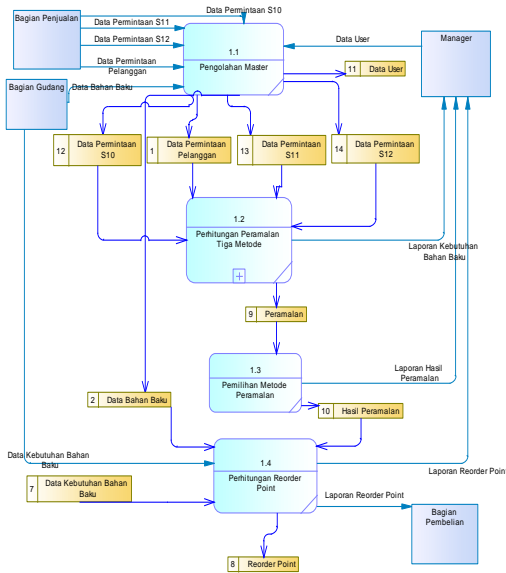 Data Permintaan S10
Bagian Penjualan
Data Permintaan S11
Data Permintaan S12
Data User
Manager
1.1
Pengolahan Master
Data Permintaan
Pelanggan
11 Data User
Bagian Gudang
Data Bahan Baku
12 Data Permintaan
S10
1 Data Permintaan
Pelanggan
13 Data Permintaan
S11
14 Data Permintaan
S12
1.2
Perhitungan Peramalan
Tiga Metode
Laporan Kebutuhan
Bahan Baku
9 Peramalan
1.3
Pemilihan Metode
Peramalan
Laporan Hasil
Peramalan
2 Data Bahan Baku
10 Hasil Peramalan
Data Kebutuhan Bahan
Baku
1.4
Perhitungan Reorder
Point
Laporan Reorder Poin
7 Data Kebutuhan Bahan
Baku
Laporan Reorder Point
Bagian
Pembelian
8 Reorder Point